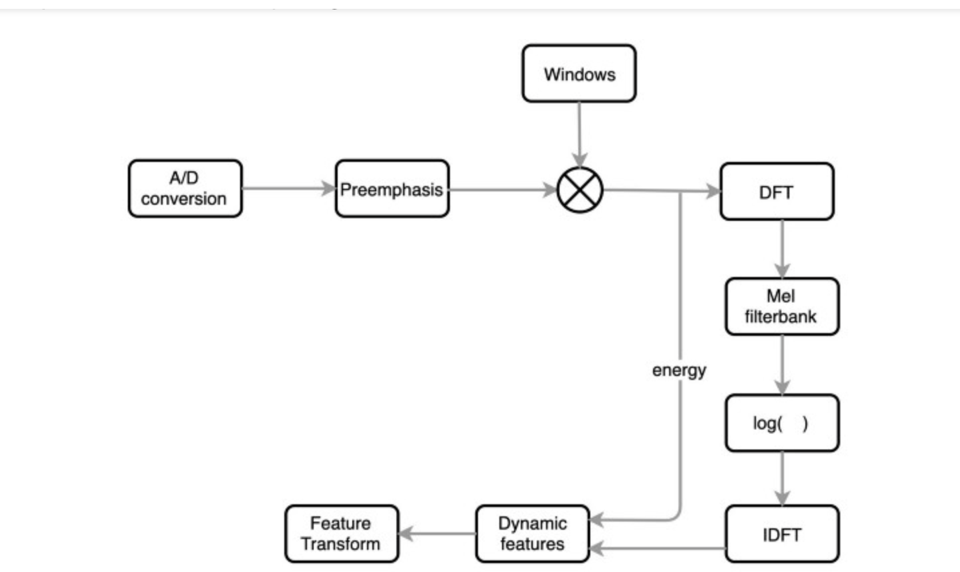 Windows
A/D
conversion
Preemphasis
DFT
Mel
filterbank
energy
log( )
Feature
Transform
Dynamic
features
IDFT